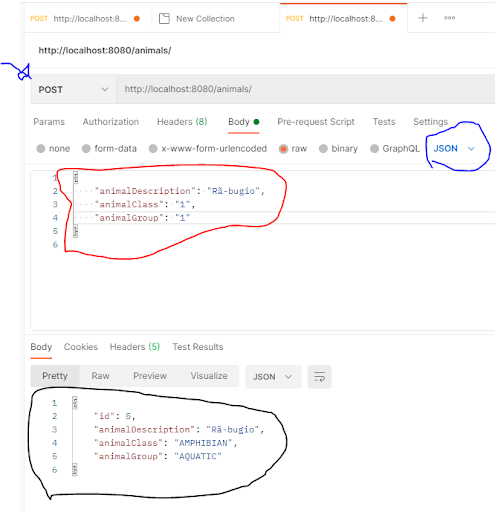 POST http://localhost:8... New Collection POST http://localhost:8... + ooo
http://localhost:8080/animals/
POST http://localhost:8080/animals/
Params Authorization Headers (8) Body Pre-request Script Tests Settings
none form-data x-www-form-urlencoded raw binary GraphQL JSON
1 {
2 "animalDescription": "Rã-bugio",
3 "animalClass": "1",
4 "animalGroup": "1"
5 }
6
Body Cookies Headers (5) Test Results
Pretty Raw Preview Visualize JSON
1 {
2 "id": 5,
3 "animalDescription": "Rã-bugio",
4 "animalClass": "AMPHIBIAN",
5 "animalGroup": "AQUATIC"
6 }